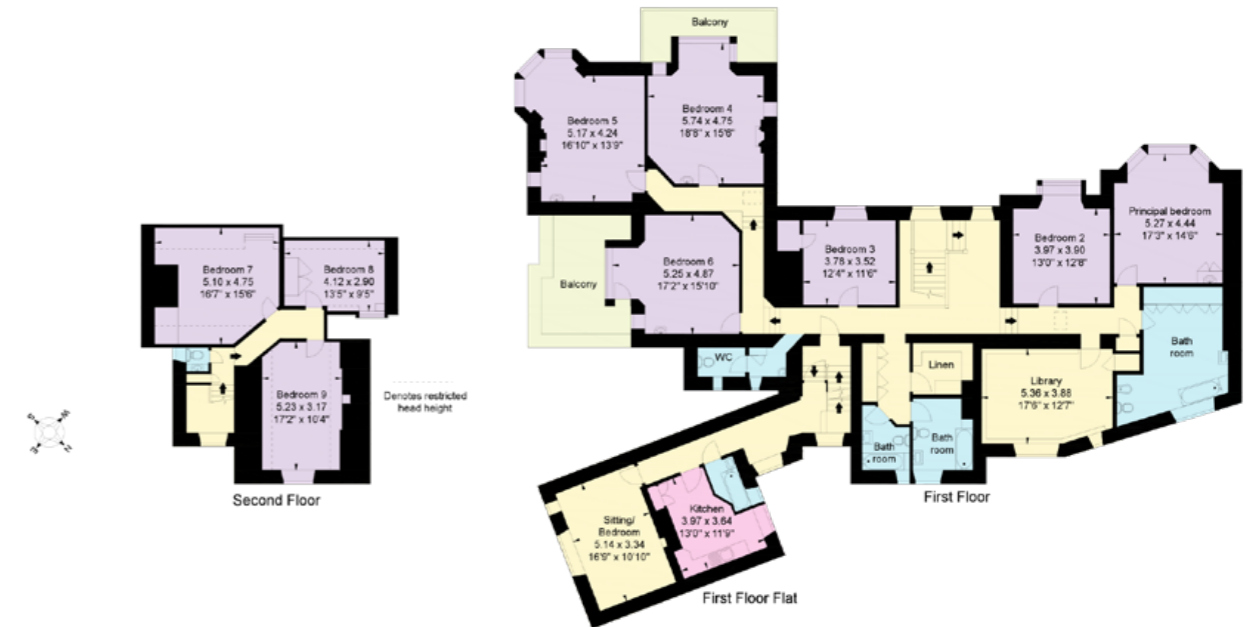 Balcony
Bedroom 5
5.17 x 4.24
16'10" x 13'9"
Bedroom 4
5.74 x 4.75
18'8" x 15'6"
Principal bedroom
5.27 x 4.44
17'3" x 14'6"
Bedroom 2
3.97 x 3.90
13'0" x 12'8"
Bedroom 3
3.78 x 3.52
12'4" x 11'6"
Bedroom 6
5.25 x 4.87
17'2" x 15'10"
Balcony
Bedroom 7
5.10 x 4.75
16'7" x 15'6"
Bedroom 8
4.12 x 2.90
13'5" x 9'5"
Bath
room
WC
Linen
Library
5.36 x 3.88
17'6" x 12'7"
Bedroom 9
5.23 x 3.17
17'2" x 10'4"
Denotes restricted
head height
S
W
E
N
Bath
room
Bath
room
Second Floor
First Floor
Sitting/
Bedroom
5.14 x 3.34
16'9" x 10'10"
Kitchen
3.97 x 3.64
13'0" x 11'9"
First Floor Flat